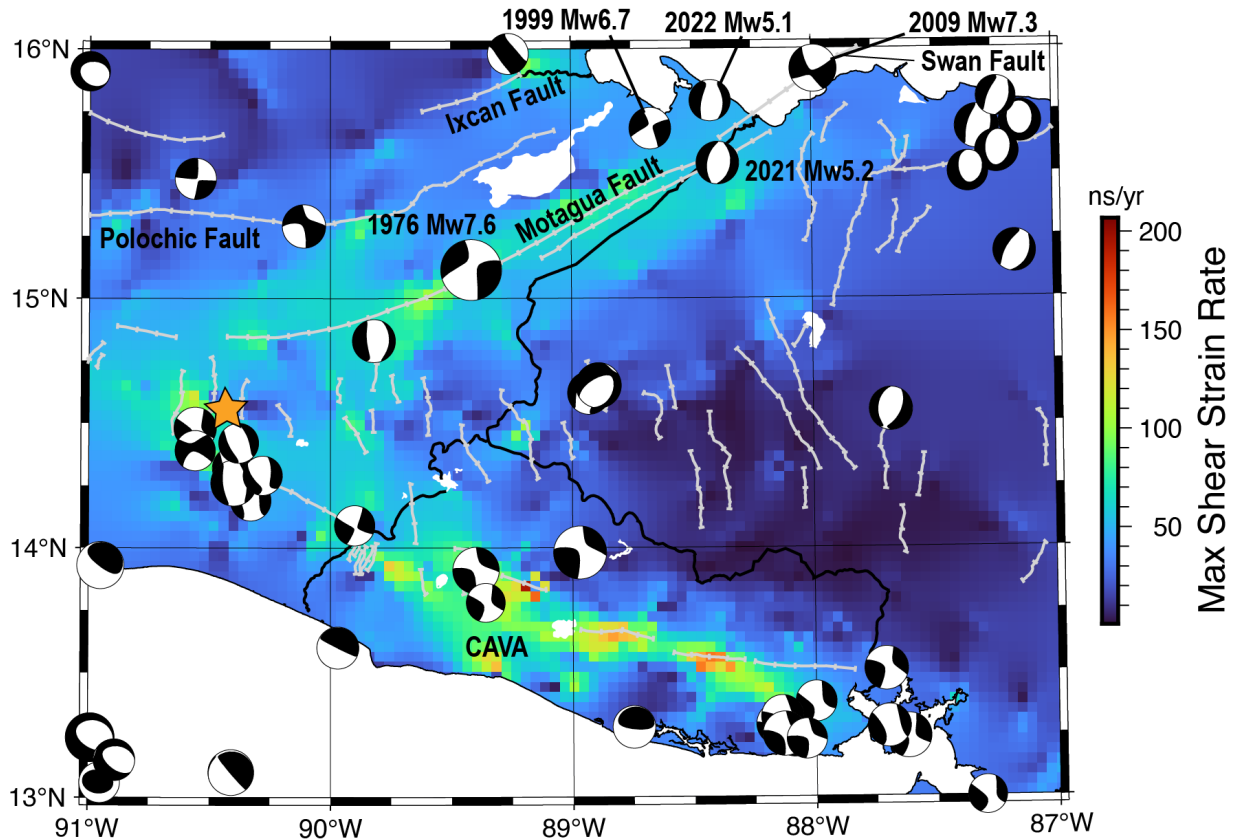 1999 Mw6.7
2022 Mw5.1
2009 Mw7.3
16°N
Swan Fault
Ixcan Fault
Motagua Fault
2021 Mw5.2
1976 Mw7.6
Polochic Fault
ns/yr
200
150
100
50
Max Shear Strain Rate
15°N
14°N
CAVA
13°N
91°W
90°W
89°W
88°W
87°W